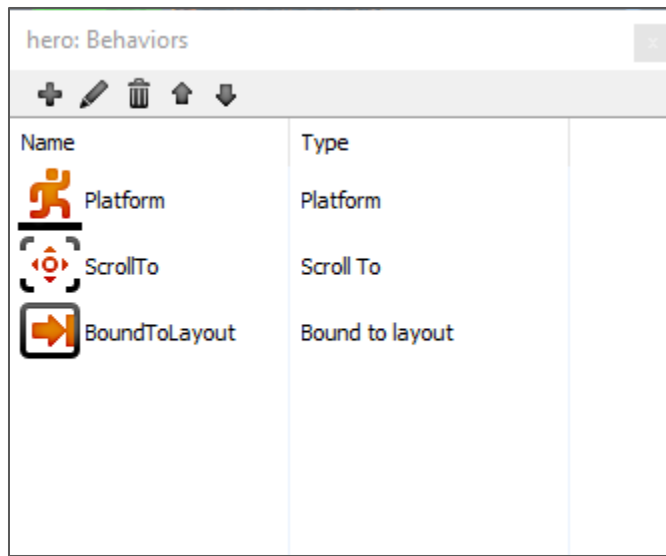 hero: Behaviors
x
Name Type
Platform Platform
ScrollTo Scroll To
BoundToLayout Bound to layout